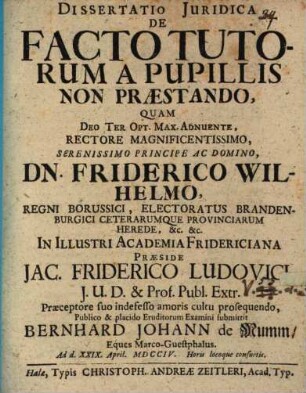 Dissertatio Juridica
DE
FACTO TUTO-
RUM A PUPILLIS
NON PRÆSTANDO,
QUAM
Deo Ter Opt. Max. Adnuente,
RECTORE MAGNIFICENTISSIMO,
SERENISSIMO PRINCIPE AC DOMINO,
DN. FRIDERICO WIL-
HELMO,
REGNI BORUSSICI, ELECTORATUS BRANDEN-
BURGICI CETERARUMQUE PROVINCIARUM
HEREDE, &c. &c.
In Illustri Academia Fridericiana
Præside
JAC. FRIDERICO LUDOVICI
J. U. D. & Prof. Publ. Extr.
Præceptore suo indefesso amoris cultu prosequendo,
Publico & placido Eruditorum Examini submittit
BERNHARD JOHANN de Mumm/
Eques Marco-Guestphalus.
Ad d. XXIX. April. MDCCIV. Horis locoque consuetis.
Halæ, Typis CHRISTOPH. ANDREÆ ZEITLERI, Acad. Typ.